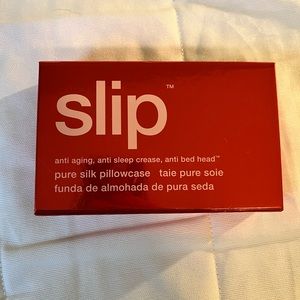 slip™
anti aging, anti sleep crease, anti bed head™
pure silk pillowcase taie pure soie
funda de almohada de pura seda